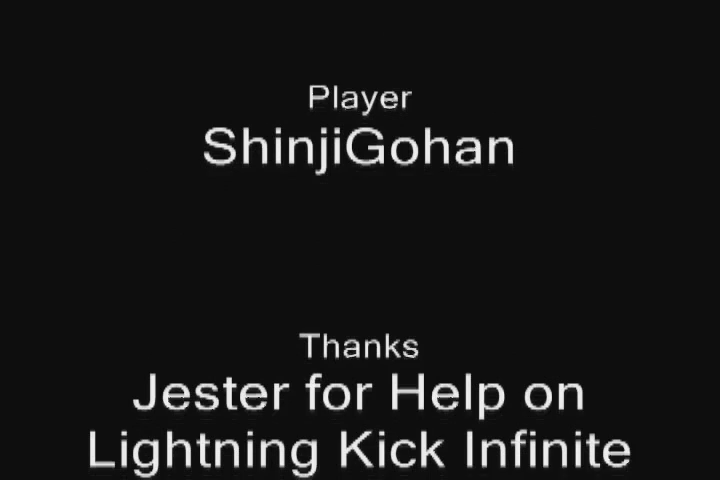 Player
ShinjiGohan
Thanks
Jester for Help on
Lightning Kick Infinite